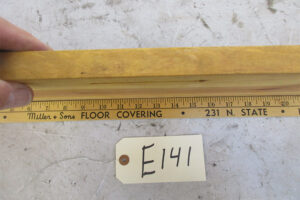 Miller & Sons FLOOR COVERING • 231 N. STATE •
E141